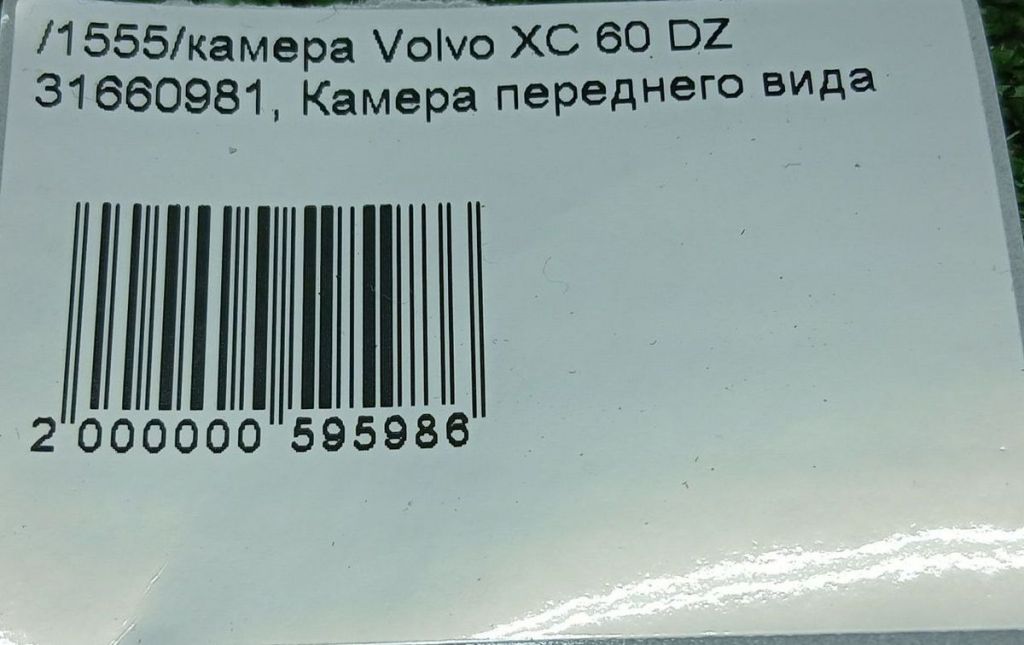 /1555/камера Volvo XC 60 DZ
31660981, Камера переднего вида
2 000000 595986